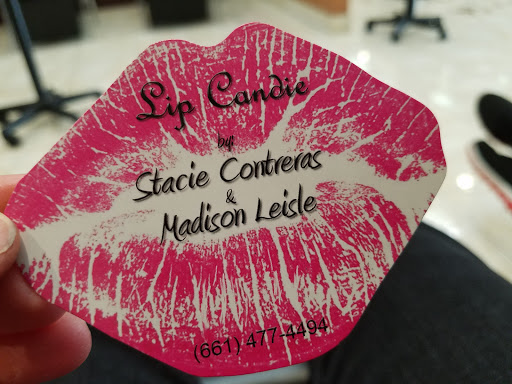 Lip Candie
by
Stacie Contreras
&
Madison Leisle
(661) 477-4494